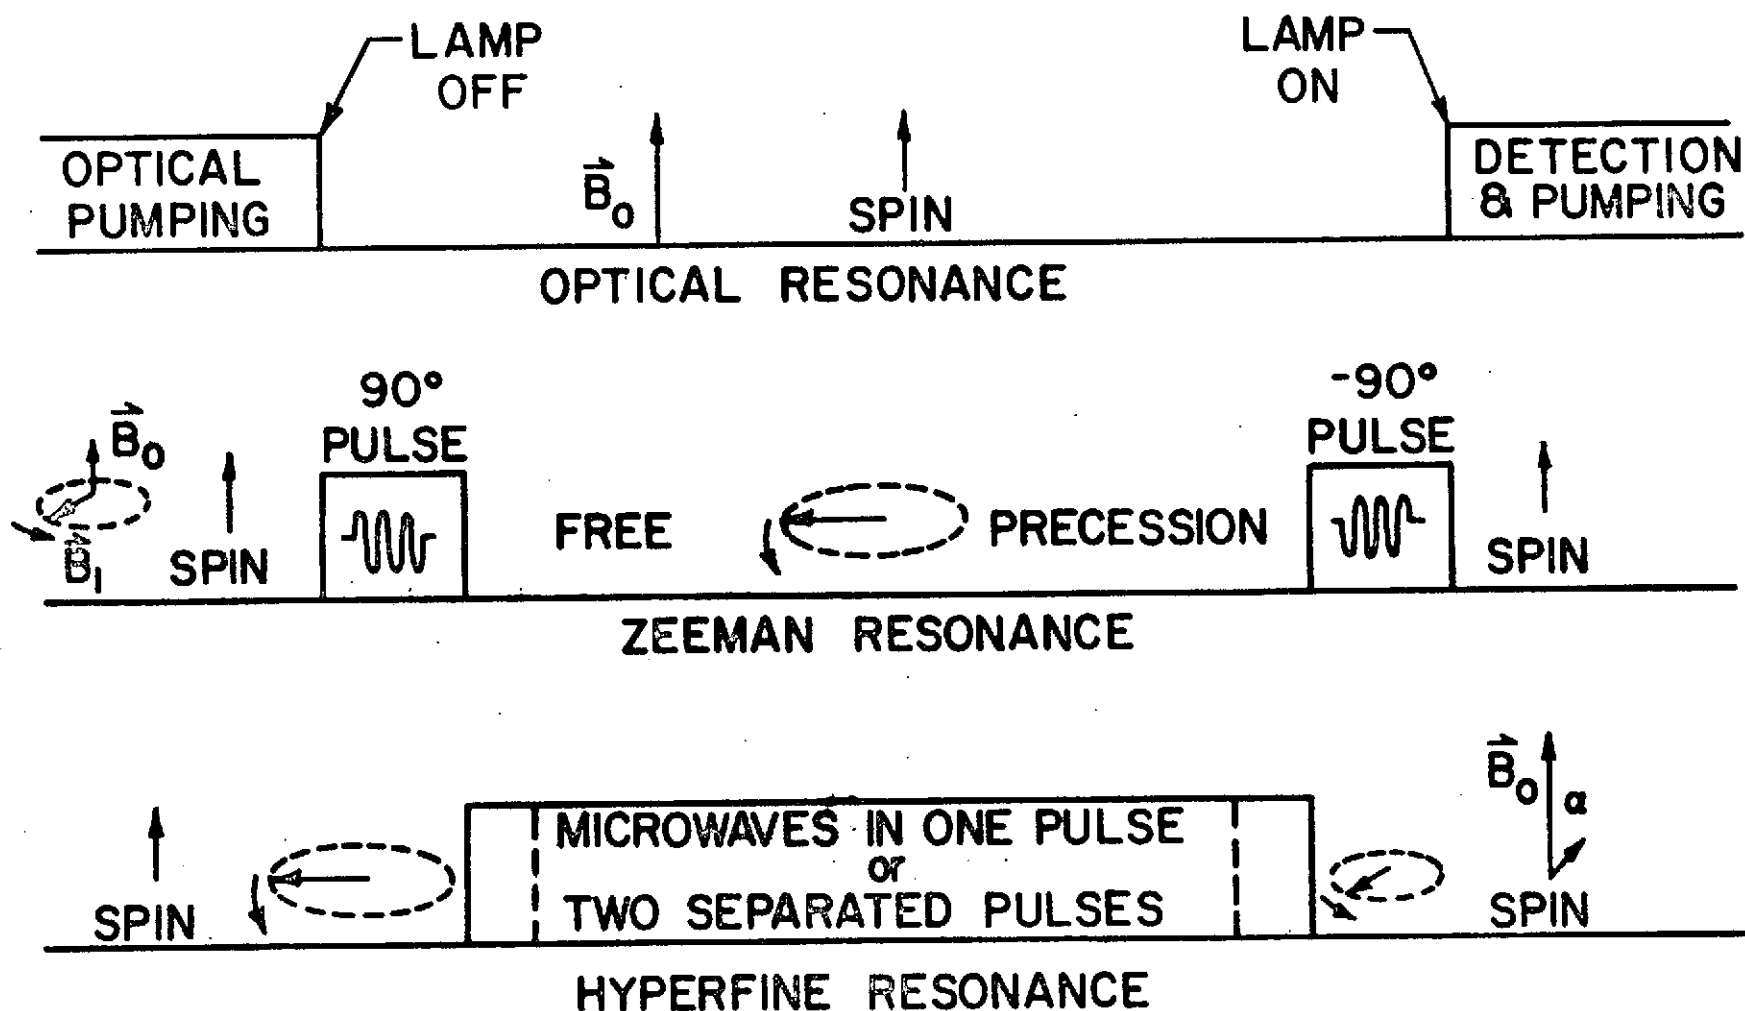 LAMP OFF
LAMP ON
OPTICAL PUMPING
B₀
SPIN
DETECTION & PUMPING
OPTICAL RESONANCE
90° PULSE
-90° PULSE
B₀
B₁
SPIN
FREE
PRECESSION
SPIN
ZEEMAN RESONANCE
SPIN
MICROWAVES IN ONE PULSE
or
TWO SEPARATED PULSES
B₀
α
SPIN
HYPERFINE RESONANCE